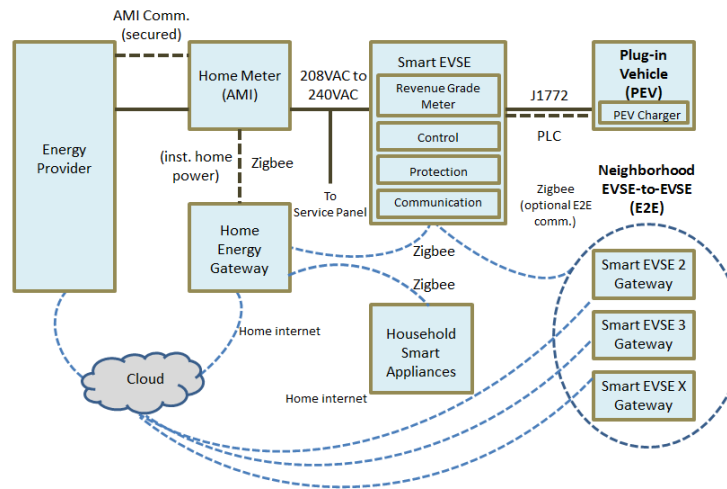 AMI Comm.
(secured)
Energy
Provider
Home Meter
(AMI)
208VAC to
240VAC
Smart EVSE
Revenue Grade
Meter
Control
Protection
Communication
J1772
PLC
Plug-in
Vehicle
(PEV)
PEV Charger
(inst. home
power)
Zigbee
To
Service Panel
Home
Energy
Gateway
Zigbee
Zigbee
Zigbee
(optional E2E
comm.)
Neighborhood
EVSE-to-EVSE
(E2E)
Smart EVSE 2
Gateway
Smart EVSE 3
Gateway
Smart EVSE X
Gateway
Household
Smart
Appliances
Home internet
Cloud
Home internet